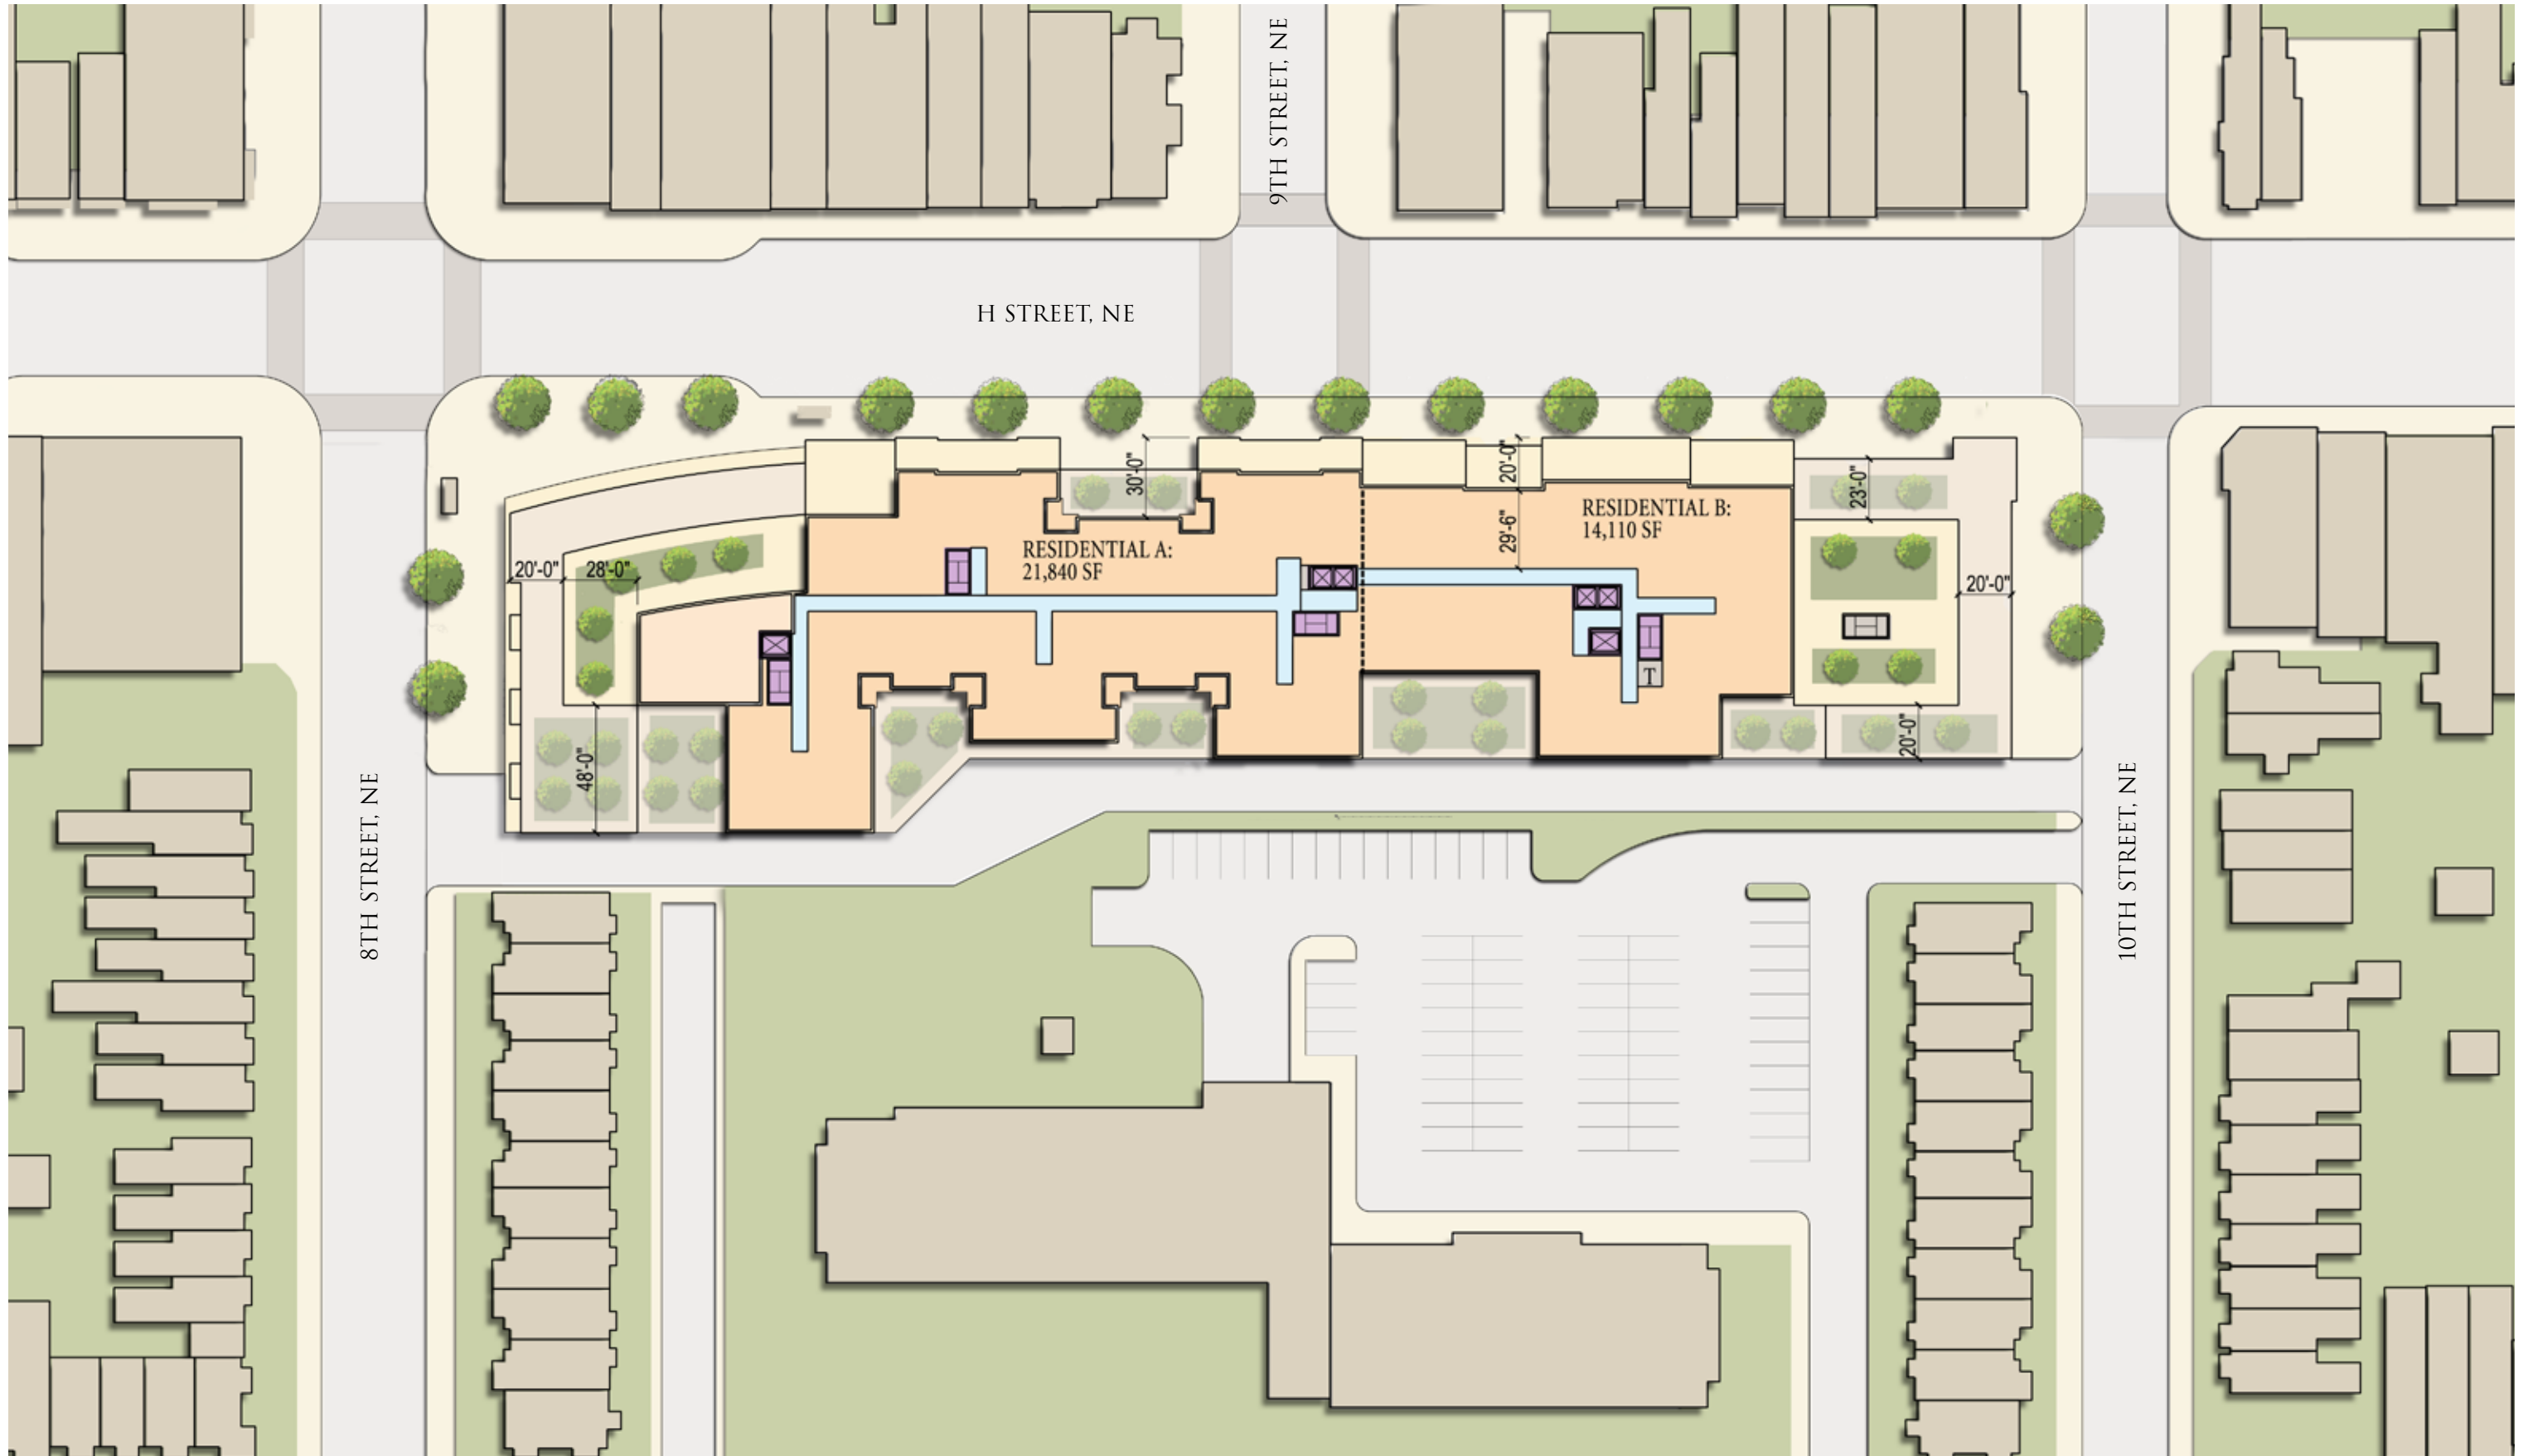 9TH STREET, NE
H STREET, NE
30'-0"
20'-0"
23'-0"
RESIDENTIAL B:
14,110 SF
29'-6"
RESIDENTIAL A:
21,840 SF
20'-0"
28'-0"
20'-0"
T
48'-0"
20'-0"
8TH STREET, NE
10TH STREET, NE